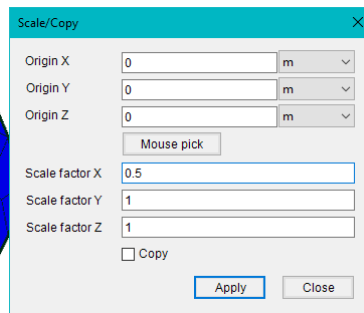 Scale/Copy
Origin X 0 m
Origin Y 0 m
Origin Z 0 m
Mouse pick
Scale factor X 0.5
Scale factor Y 1
Scale factor Z 1
Copy
Apply Close